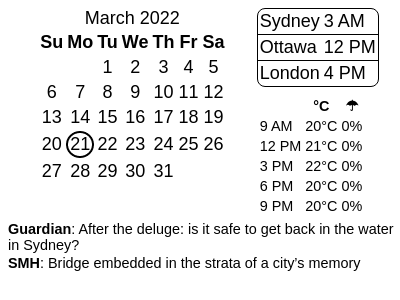 March 2022
Su Mo Tu We Th Fr Sa
1 2 3 4 5
6 7 8 9 10 11 12
13 14 15 16 17 18 19
20 21 22 23 24 25 26
27 28 29 30 31
Sydney 3 AM
Ottawa 12 PM
London 4 PM
°C ☂
9 AM 20°C 0%
12 PM 21°C 0%
3 PM 22°C 0%
6 PM 20°C 0%
9 PM 20°C 0%
Guardian: After the deluge: is it safe to get back in the water
in Sydney?
SMH: Bridge embedded in the strata of a city’s memory